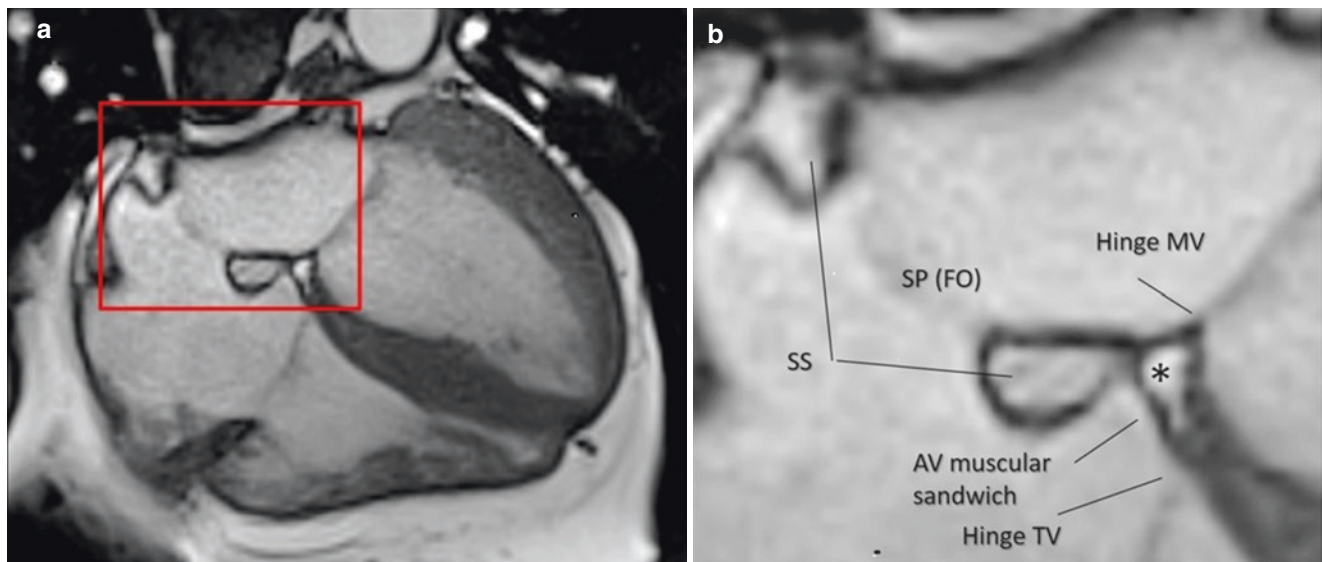 a
b
Hinge MV
SP (FO)
SS
*
AV muscular
sandwich
Hinge TV